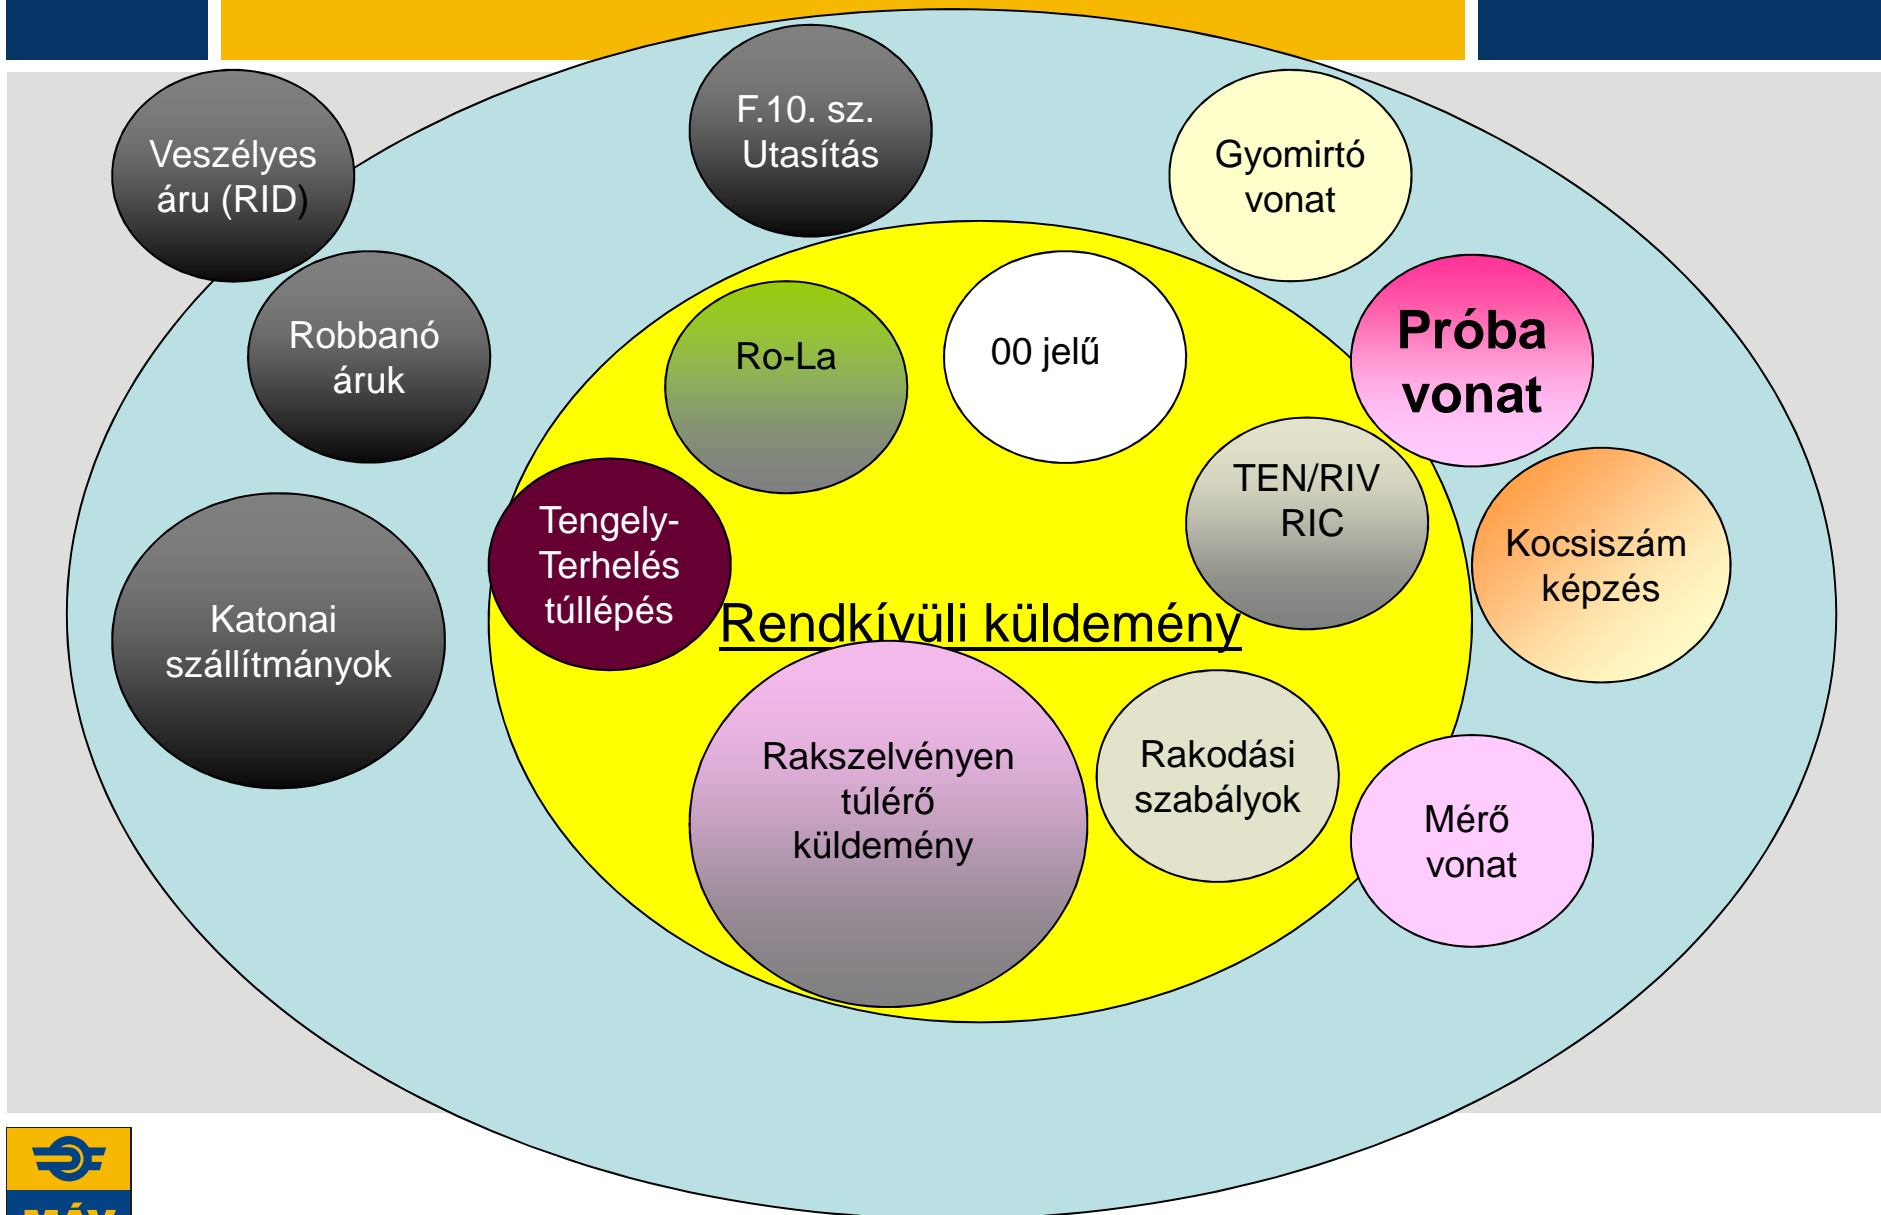 F.10. sz.
Utasítás
Veszélyes
áru (RID)
Gyomirtó
vonat
Robbanó
áruk
Ro-La
00 jelű
Próba
vonat
TEN/RIV
RIC
Tengely-
Terhelés
túllépés
Kocsiszám
képzés
Katonai
szállítmányok
Rendkívüli küldemény
Rakszelvényen
túlérő
küldemény
Rakodási
szabályok
Mérő
vonat
MÁV